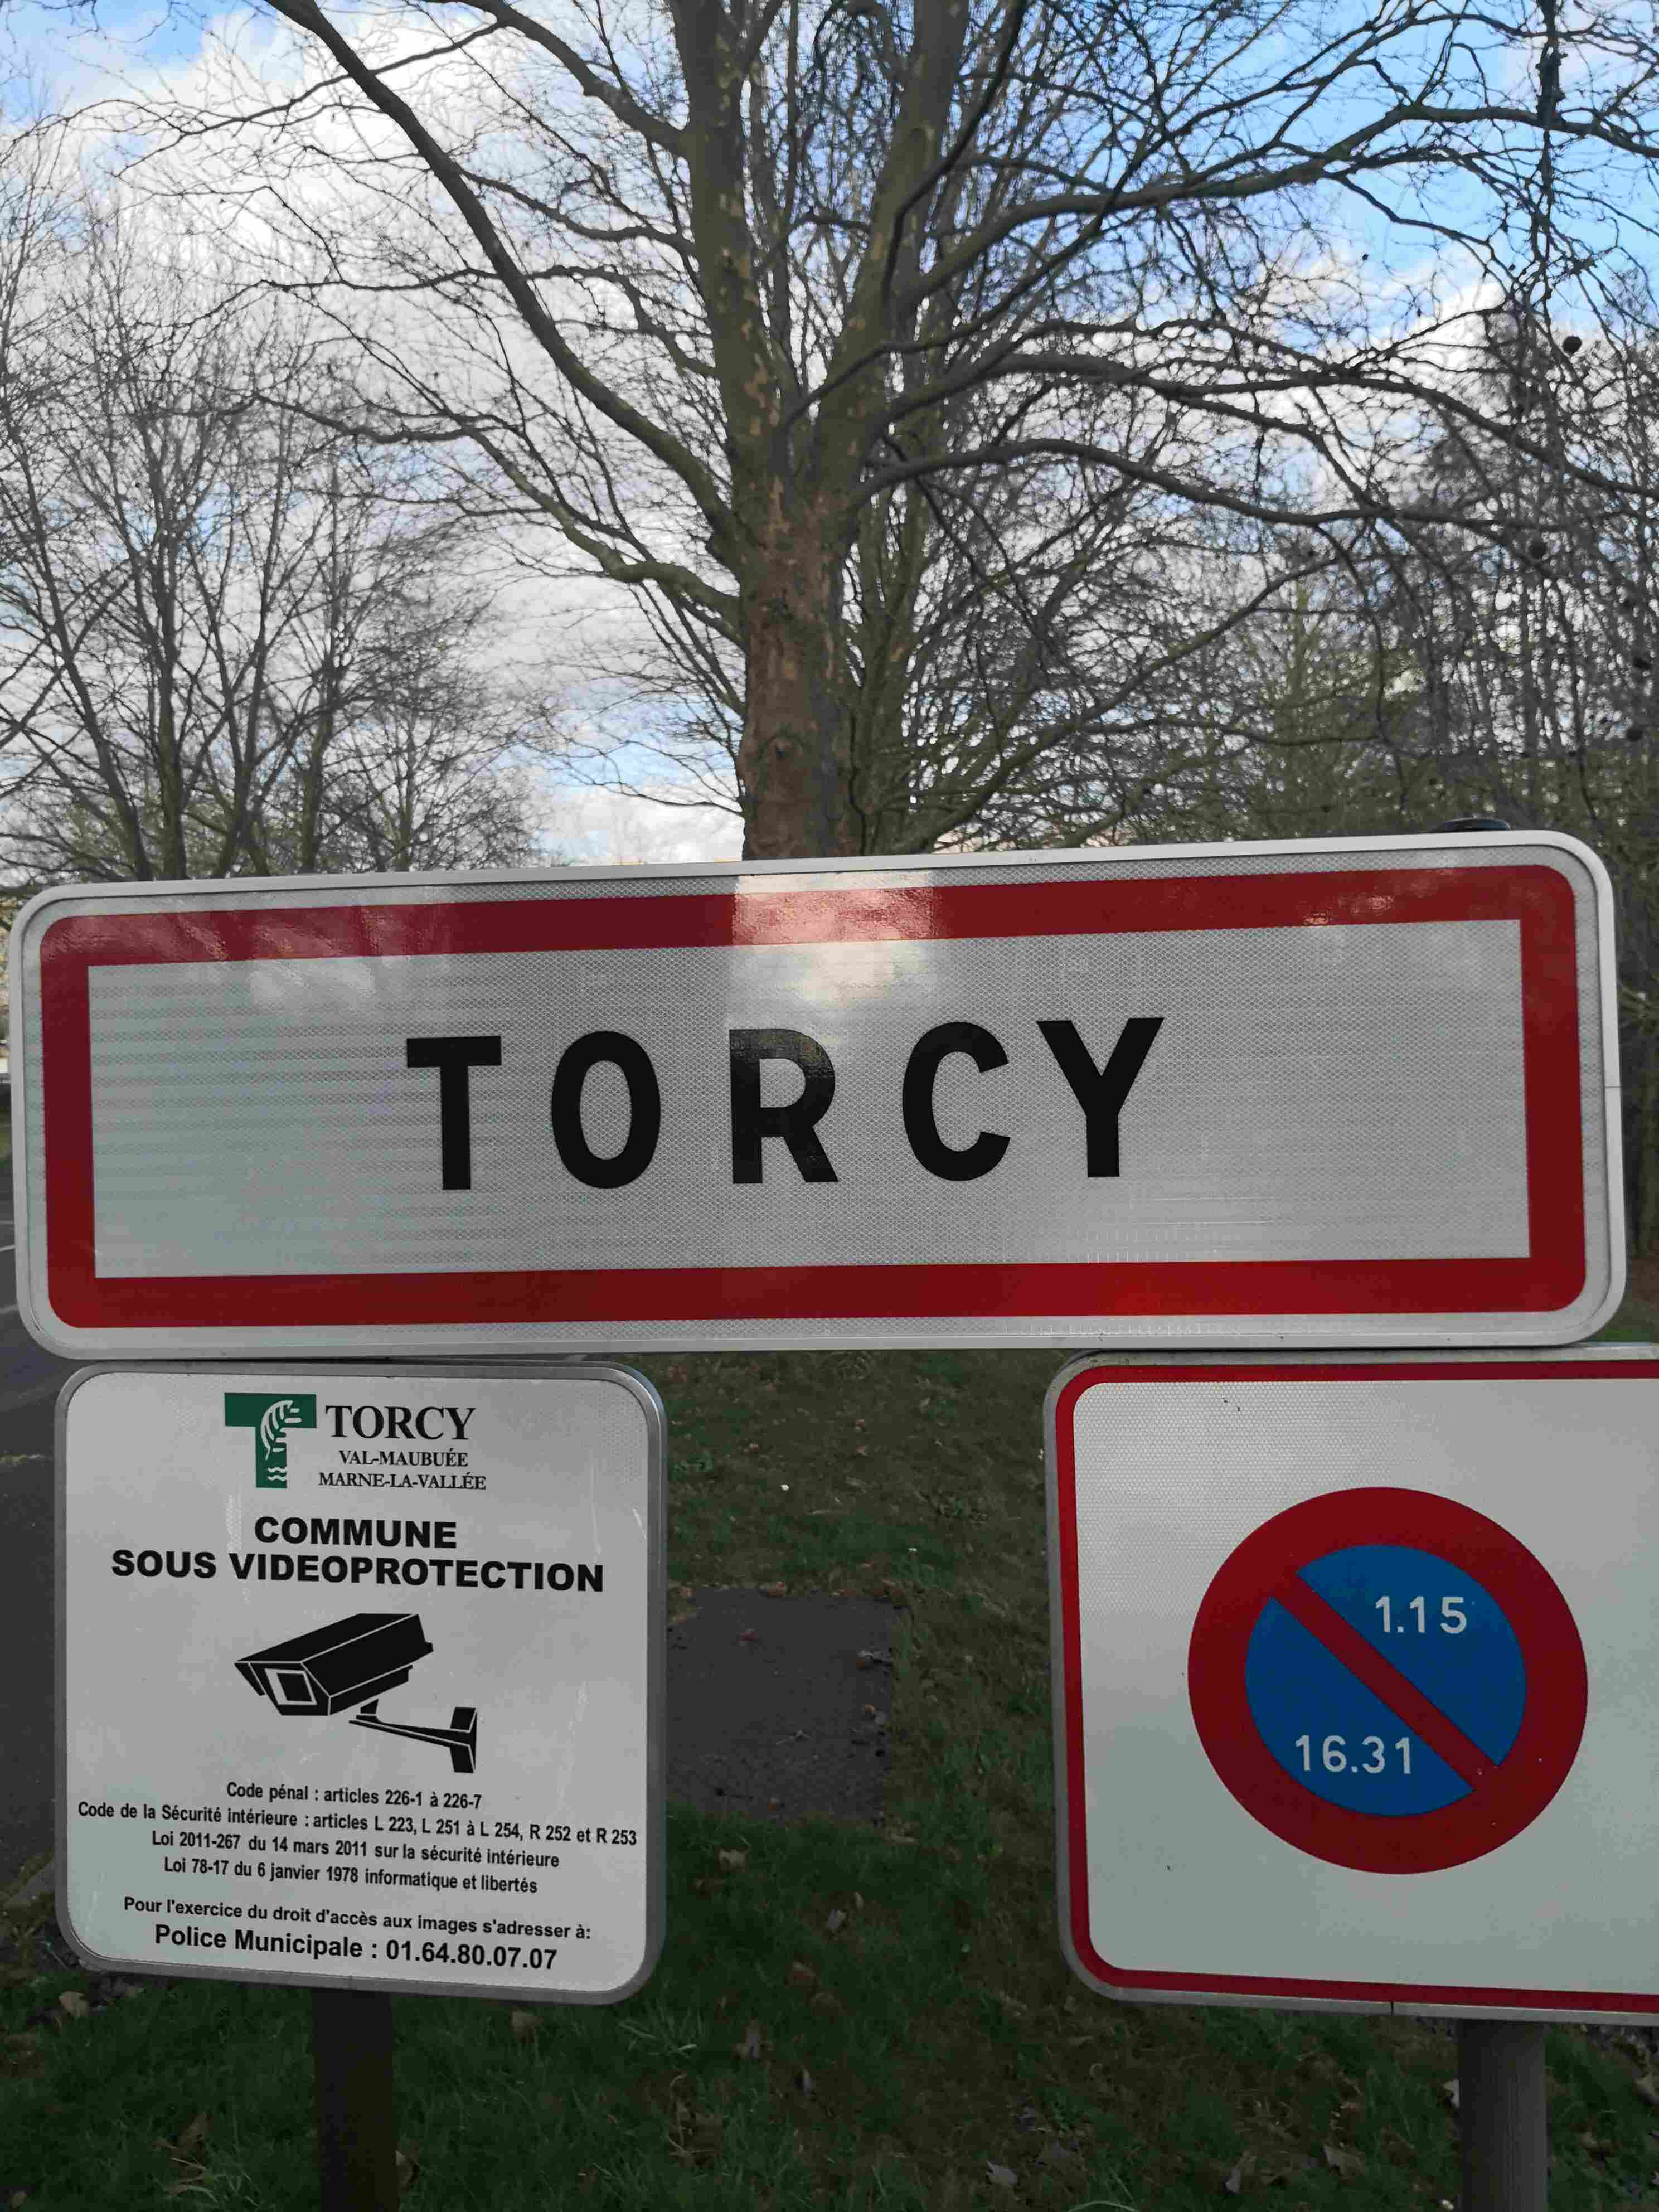 TORCY
TORCY
VAL-MAUBUÉE
MARNE-LA-VALLÉE
COMMUNE
SOUS VIDEOPROTECTION
Code pénal : articles 226-1 à 226-7
Code de la Sécurité intérieure : articles L 223, L 251 à L 254, R 252 et R 253
Loi 2011-267 du 14 mars 2011 sur la sécurité intérieure
Loi 78-17 du 6 janvier 1978 informatique et libertés
Pour l'exercice du droit d'accès aux images s'adresser à:
Police Municipale : 01.64.80.07.07
1.15
16.31